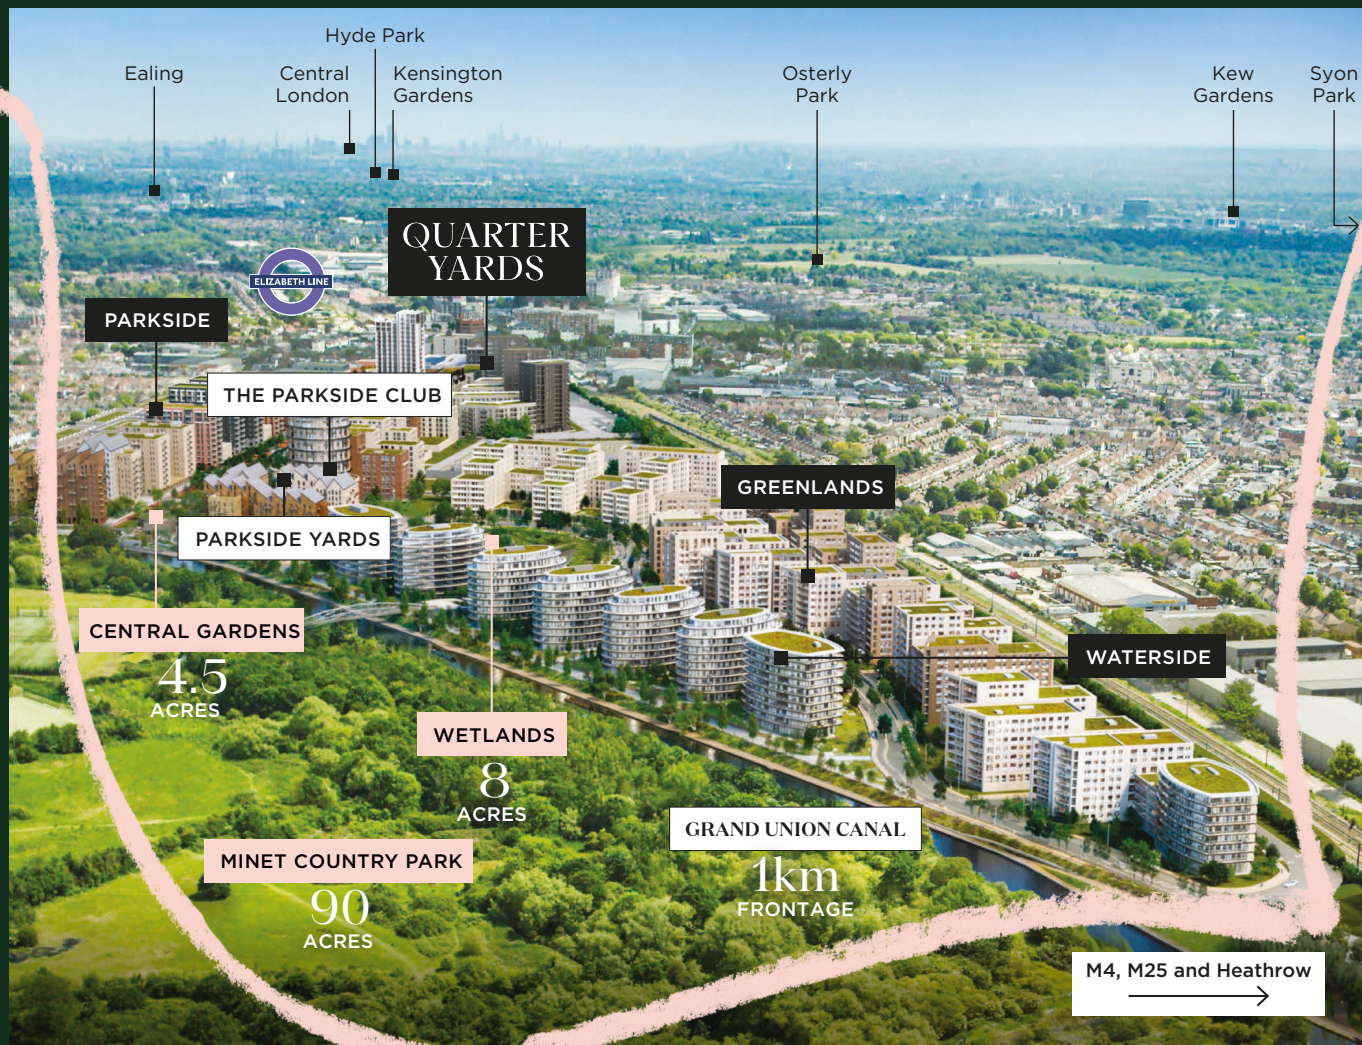 Hyde Park
Ealing
Central
London
Kensington
Gardens
Osterly
Park
Kew
Gardens
Syon
Park
QUARTER
YARDS
ELIZABETH LINE
PARKSIDE
THE PARKSIDE CLUB
GREENLANDS
PARKSIDE YARDS
CENTRAL GARDENS
4.5
ACRES
WATERSIDE
WETLANDS
8
ACRES
GRAND UNION CANAL
1km
FRONTAGE
MINET COUNTRY PARK
90
ACRES
M4, M25 and Heathrow